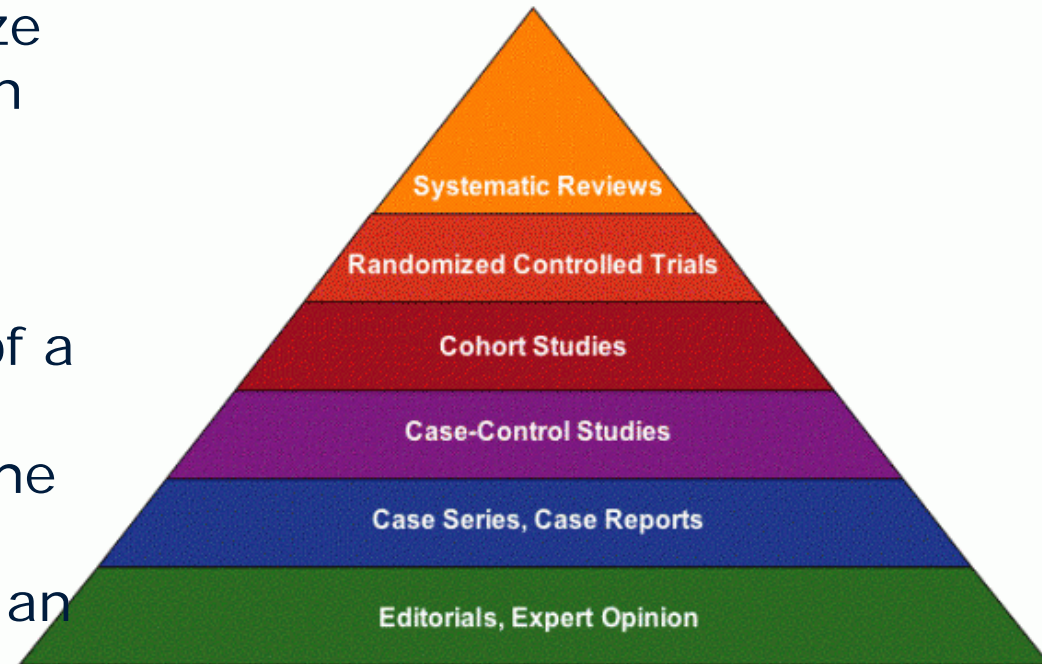 ze
n
Systematic Reviews
Randomized Controlled Trials
of a
Cohort Studies
Case-Control Studies
ne
Case Series, Case Reports
an
Editorials, Expert Opinion